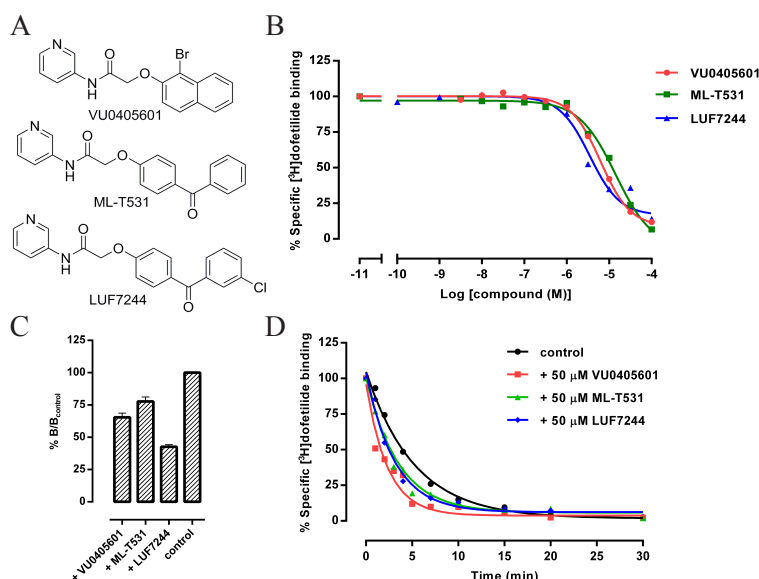 A
N
O
Br
N
H
O
VU0405601
N
O
N
H
O
O
ML-T531
N
O
N
H
O
O
Cl
LUF7244
B
% Specific [³H]dofetilide binding
125
100
75
50
25
0
-11 -10 -9 -8 -7 -6 -5 -4
Log [compound (M)]
VU0405601
ML-T531
LUF7244
C
% B/Bcontrol
125
100
75
50
25
0
+ VU0405601
+ ML-T531
+ LUF7244
control
D
% Specific [³H]dofetilide binding
125
100
75
50
25
0
0 5 10 15 20 25 30
Time (min)
control
+ 50 μM VU0405601
+ 50 μM ML-T531
+ 50 μM LUF7244